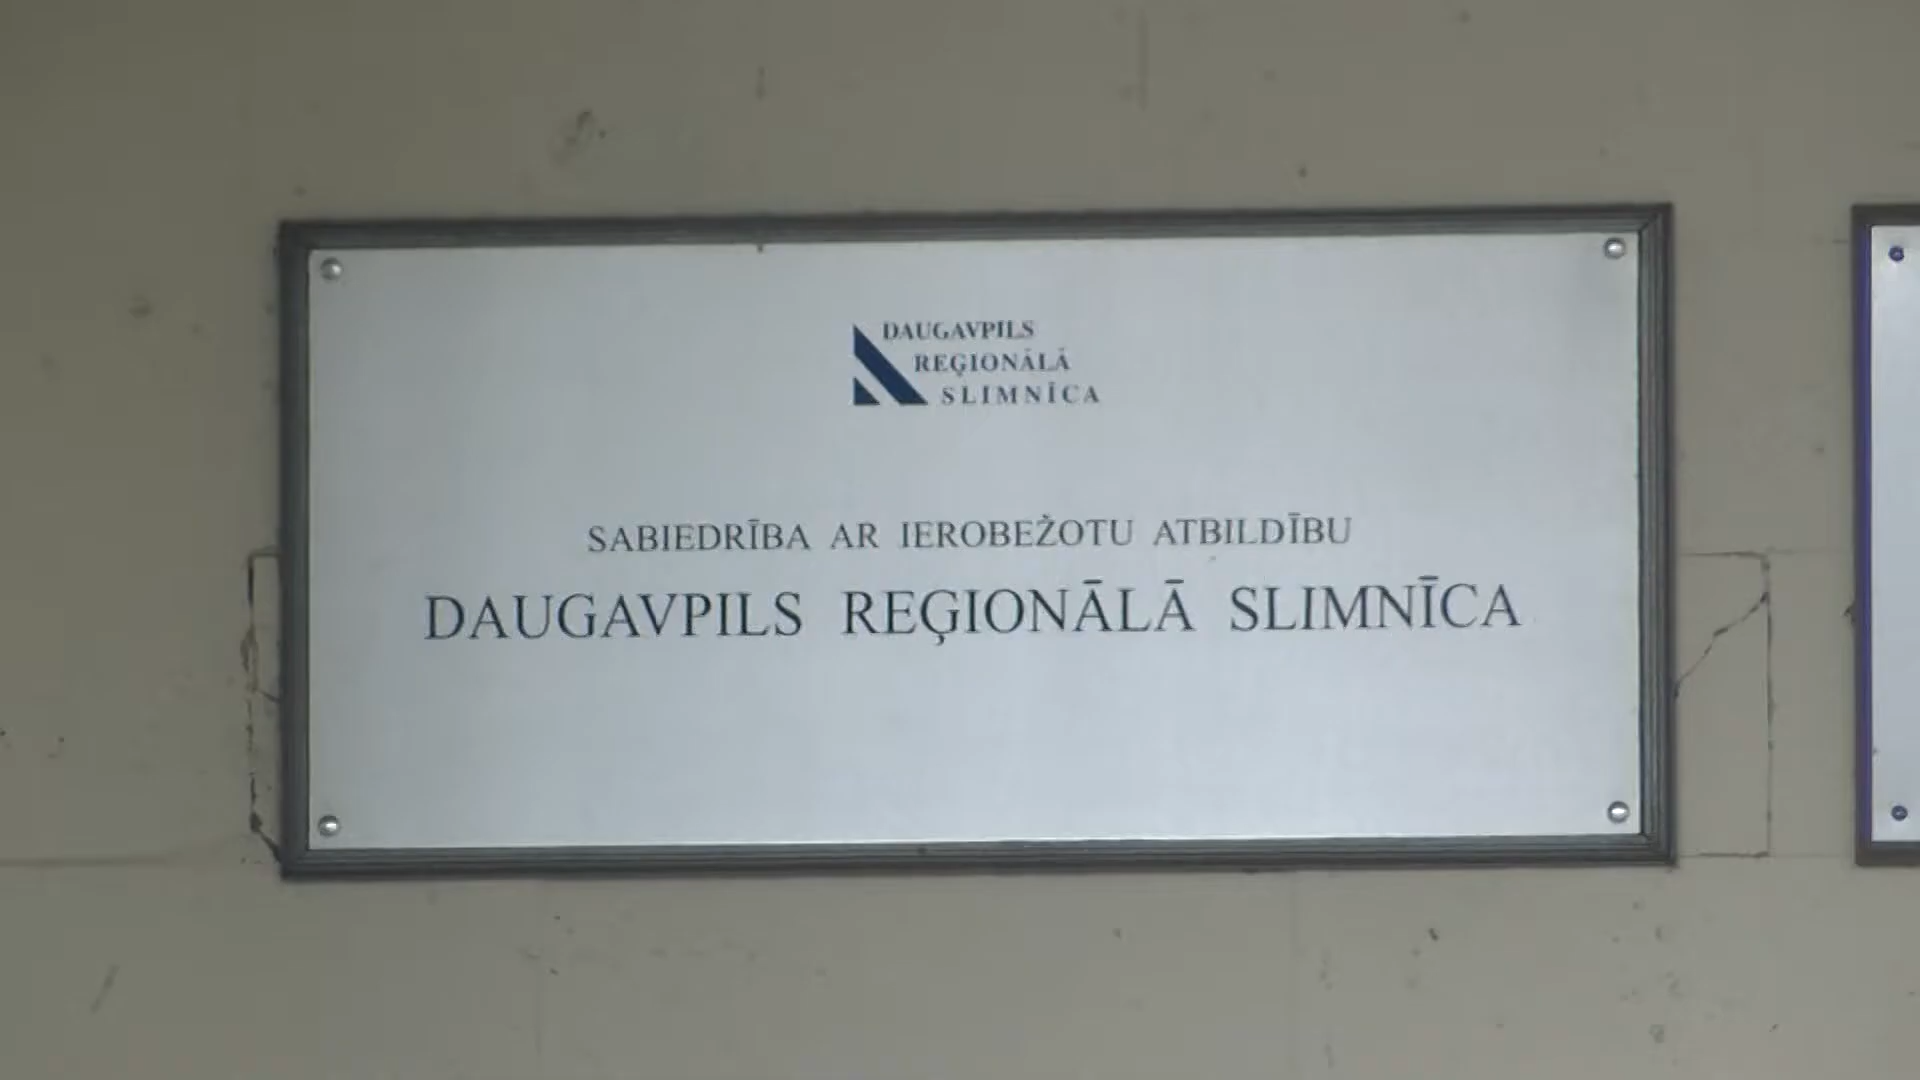 DAUGAVPILS
REĢIONĀLĀ
SLIMNĪCA
SABIEDRĪBA AR IEROBEŽOTU ATBILDĪBU
DAUGAVPILS REĢIONĀLĀ SLIMNĪCA